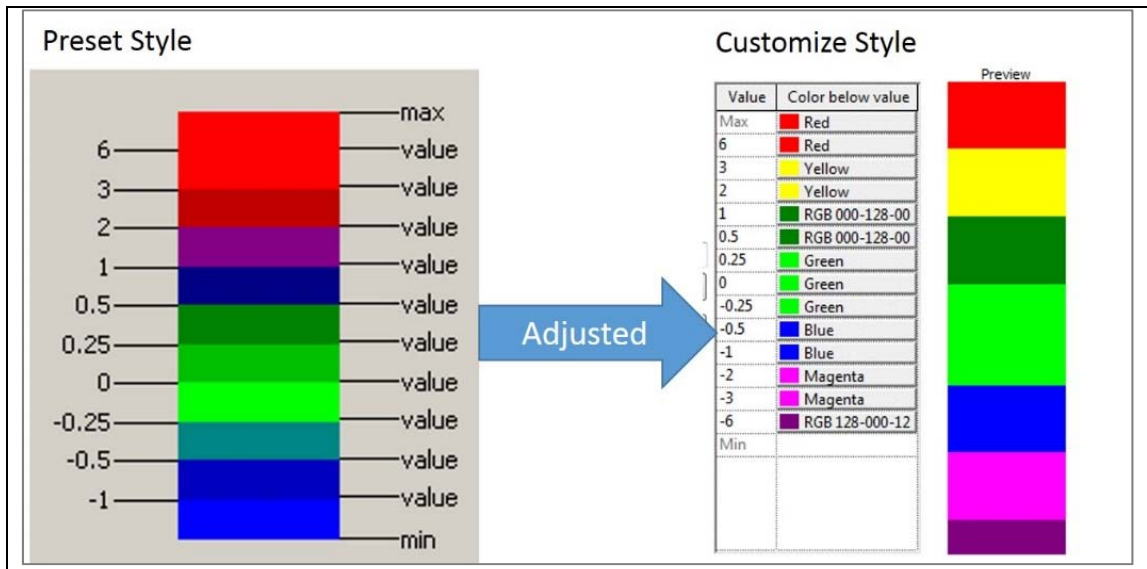 Preset Style
max
6 value
3 value
2 value
1 value
0.5 value
0.25 value
0 value
-0.25 value
-0.5 value
-1 value
min
Adjusted
Customize Style
Preview
Value Color below value
Max Red
6 Red
3 Yellow
2 Yellow
1 RGB 000-128-00
0.5 RGB 000-128-00
0.25 Green
0 Green
-0.25 Green
-0.5 Blue
-1 Blue
-2 Magenta
-3 Magenta
-6 RGB 128-000-12
Min